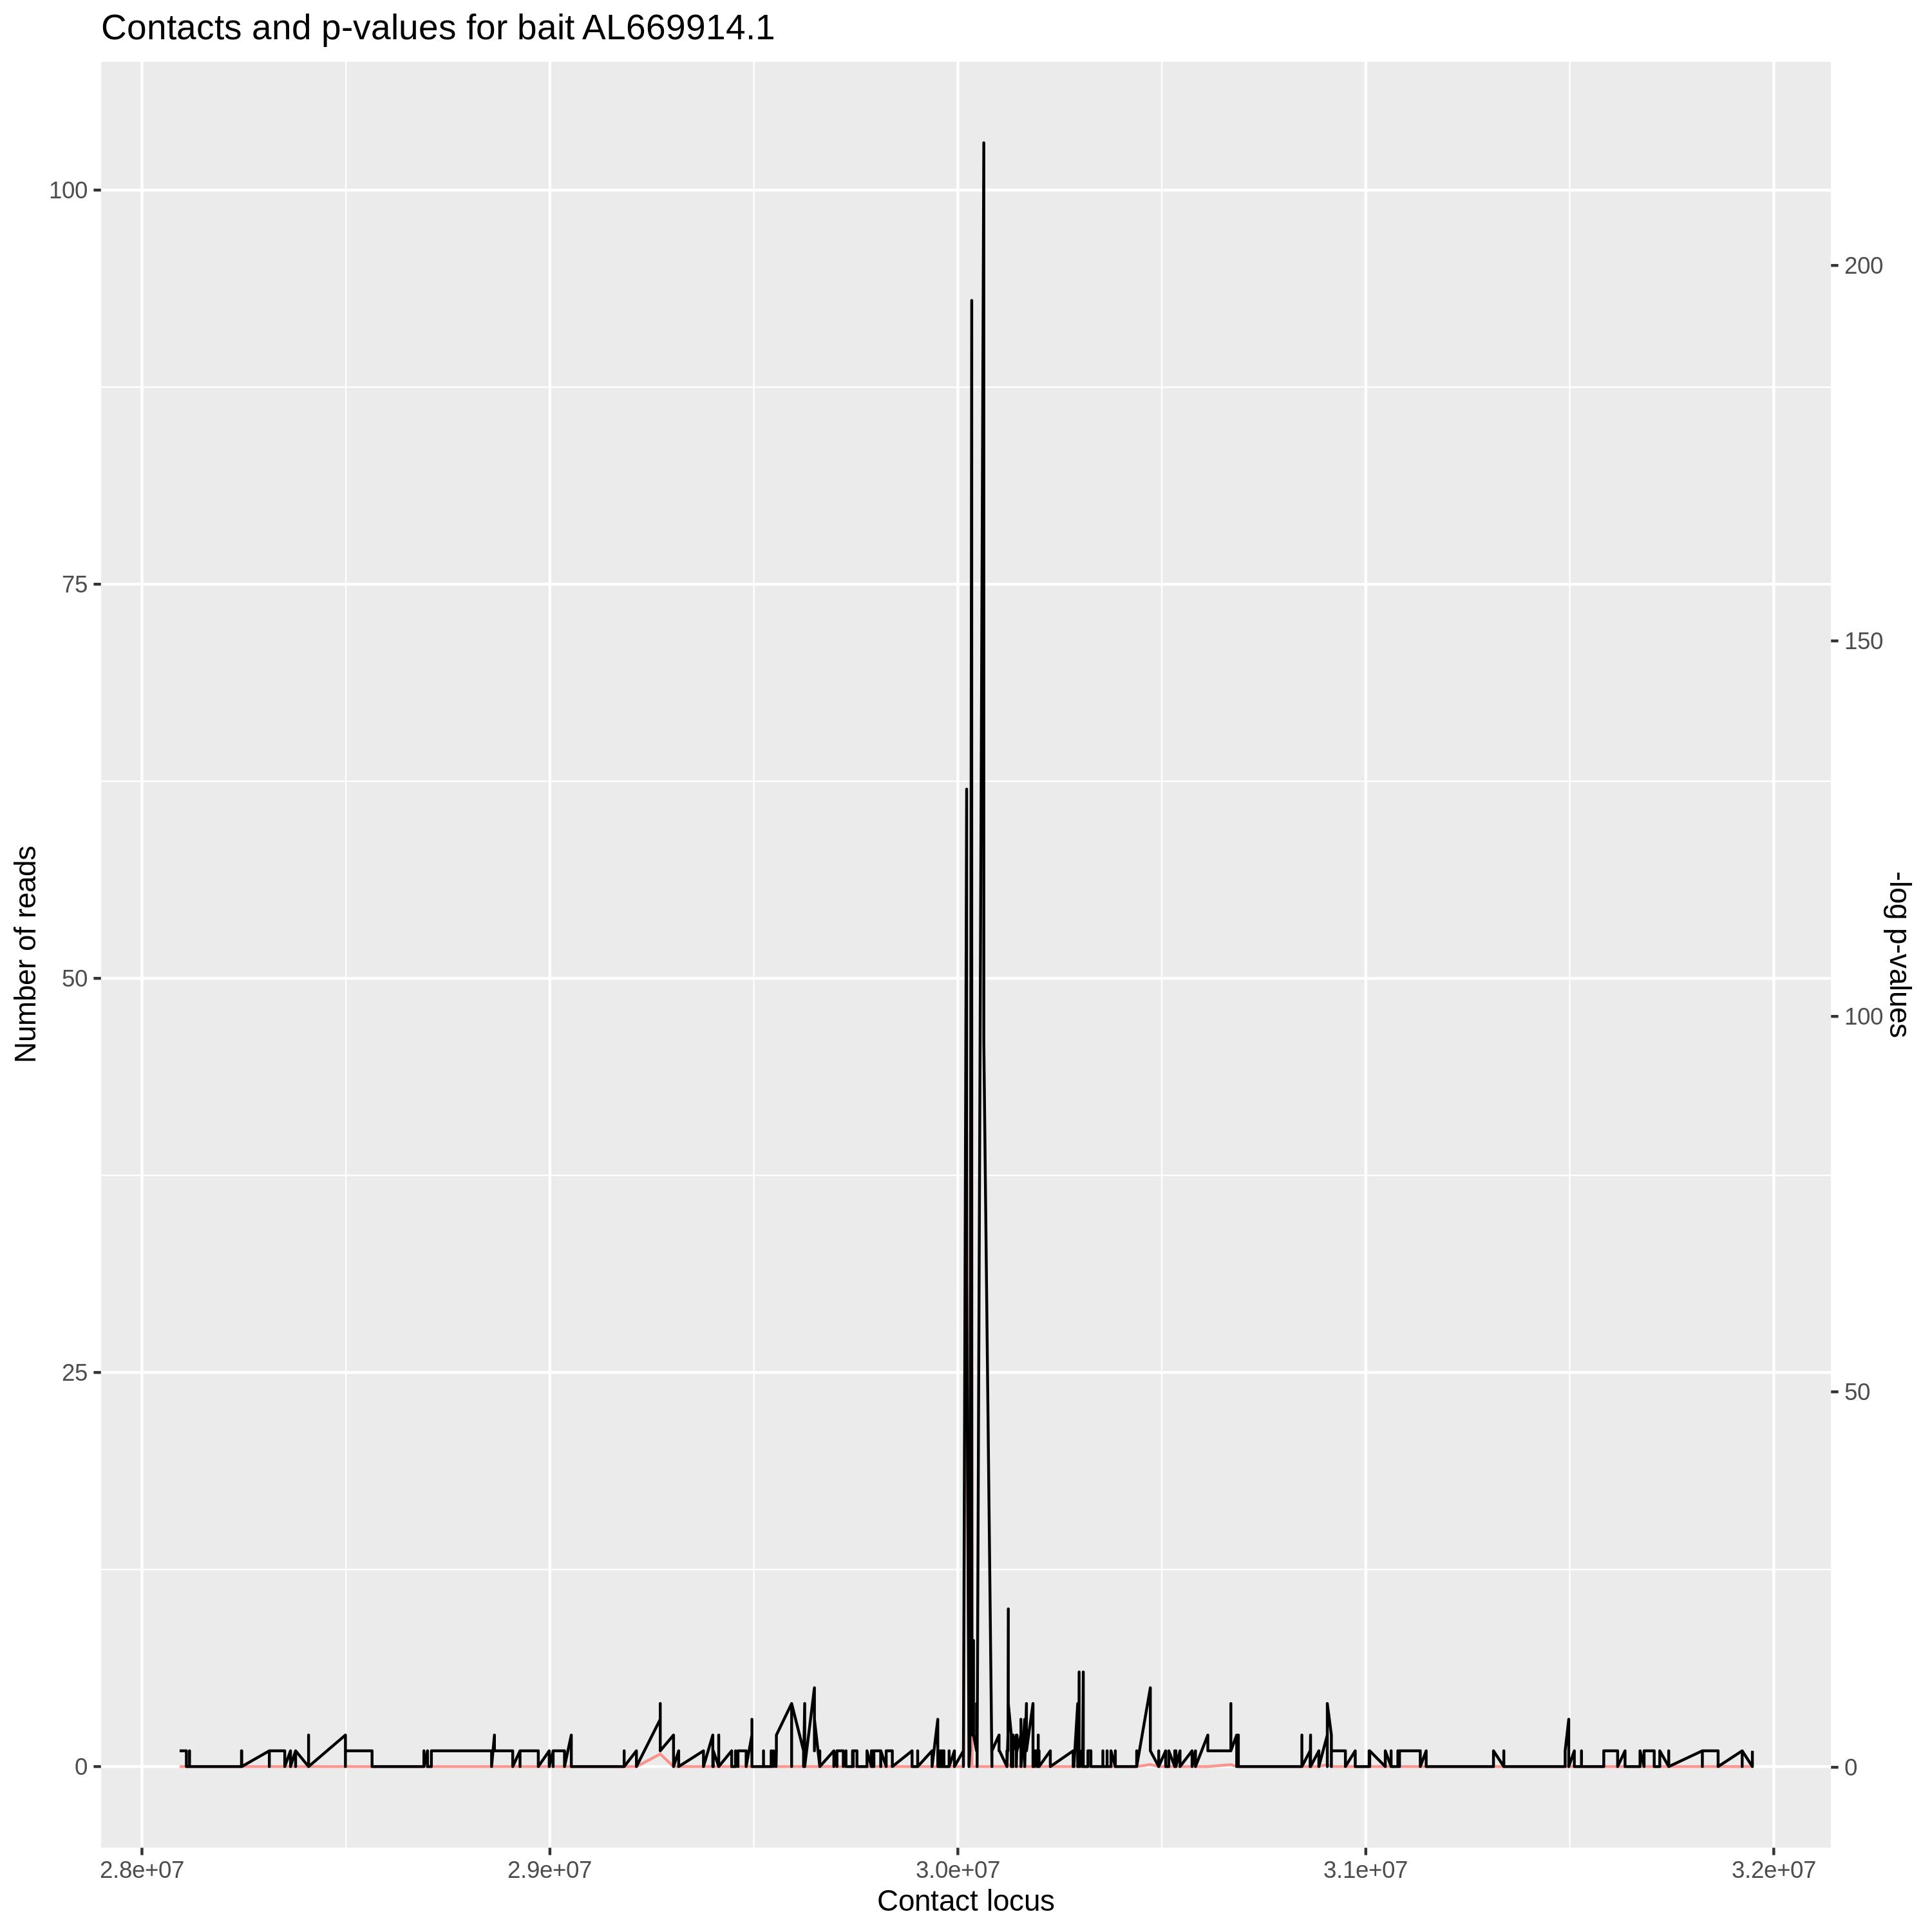 Contacts and p-values for bait AL669914.1
100
75
50
25
0
Number of reads
200
150
100
50
0
-log p-values
2.8e+07 2.9e+07 3.0e+07 3.1e+07 3.2e+07
Contact locus